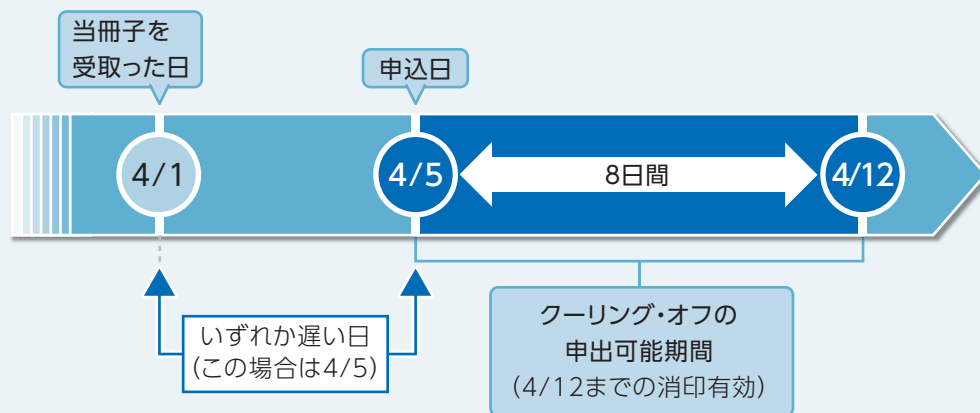 当冊子を
受取った日
申込日
4/1
4/5
8日間
4/12
いずれか遅い日
(この場合は4/5)
クーリング・オフの
申出可能期間
(4/12までの消印有効)